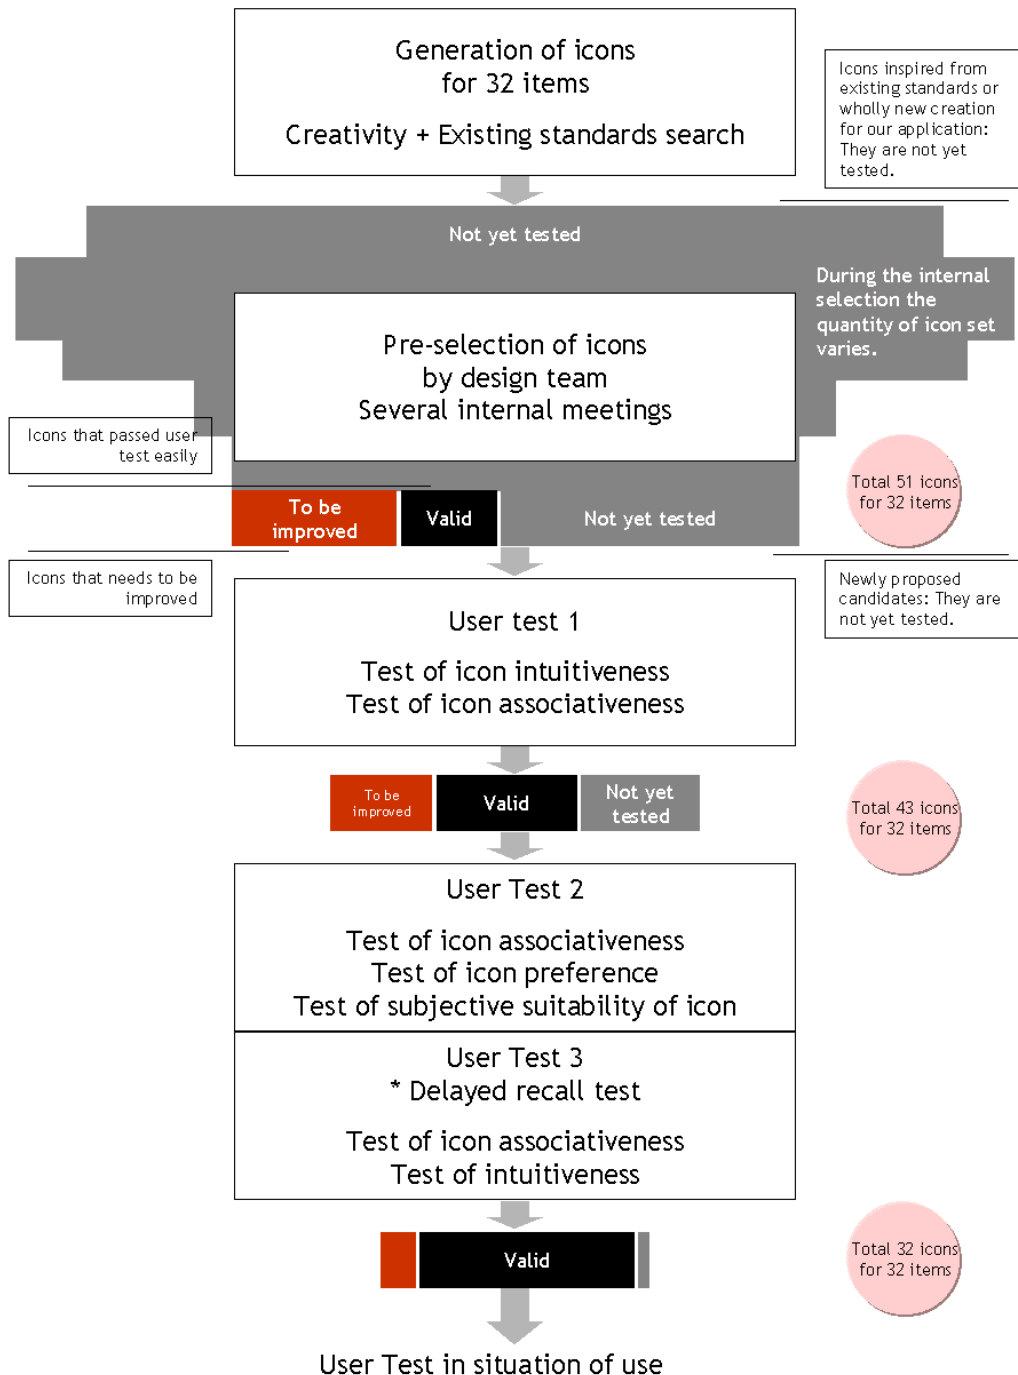 Generation of icons
for 32 items
Creativity + Existing standards search
Icons inspired from
existing standards or
wholly new creation
for our application:
They are not yet
tested.
Not yet tested
During the internal
selection the
quantity of icon set
varies.
Pre-selection of icons
by design team
Several internal meetings
Icons that passed user
test easily
Total 51 icons
for 32 items
To be
improved
Valid
Not yet tested
Icons that needs to be
improved
Newly proposed
candidates: They are
not yet tested.
User test 1
Test of icon intuitiveness
Test of icon associativeness
To be
improved
Valid
Not yet
tested
Total 43 icons
for 32 items
User Test 2
Test of icon associativeness
Test of icon preference
Test of subjective suitability of icon
User Test 3
* Delayed recall test
Test of icon associativeness
Test of intuitiveness
Valid
Total 32 icons
for 32 items
User Test in situation of use